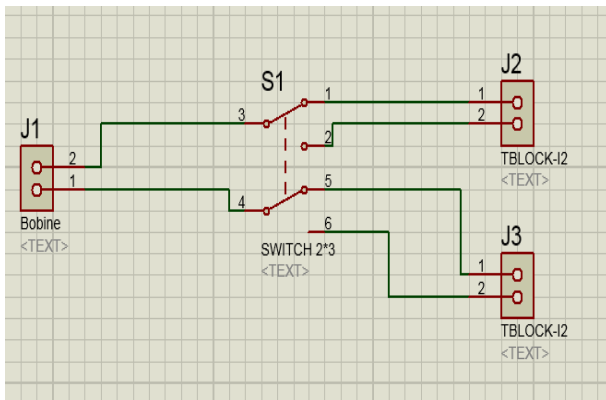 J2
S1
1
1
3
2
2
J1
2
TBLOCK-I2
<TEXT>
1
5
4
Bobine
<TEXT>
6
J3
SWITCH 2*3
<TEXT>
1
2
TBLOCK-I2
<TEXT>